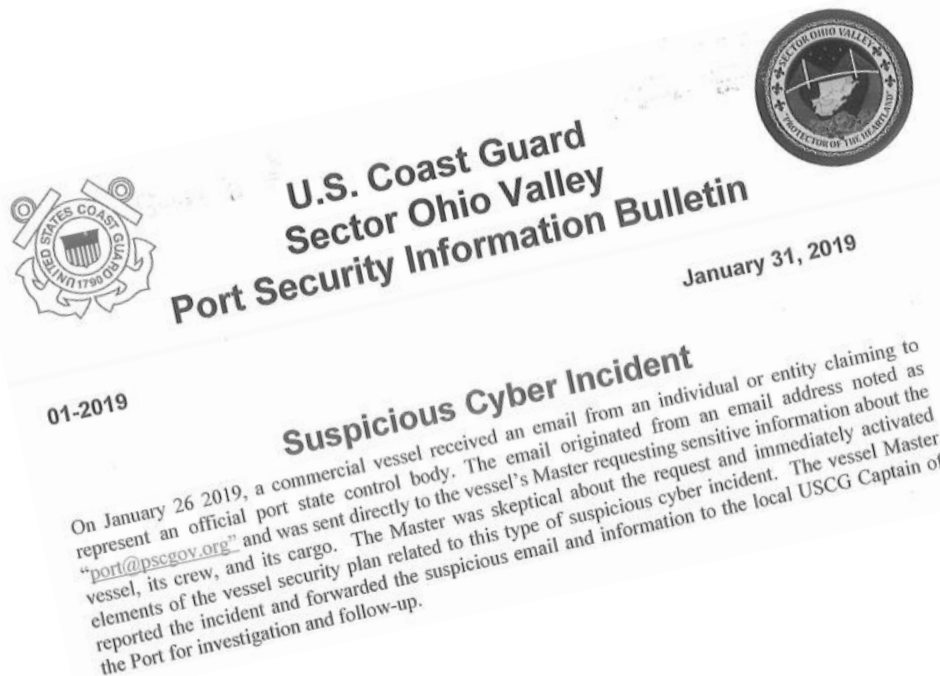 SECTOR OHIO VALLEY
"PROTECTOR OF THE HEARTLAND"
U.S. Coast Guard
Sector Ohio Valley
Port Security Information Bulletin
UNITED STATES COAST GUARD
1790
January 31, 2019
01-2019
Suspicious Cyber Incident
On January 26 2019, a commercial vessel received an email from an individual or entity claiming to
represent an official port state control body. The email originated from an email address noted as
"port@pscgov.org" and was sent directly to the vessel's Master requesting sensitive information about the
vessel, its crew, and its cargo. The Master was skeptical about the request and immediately activated
elements of the vessel security plan related to this type of suspicious cyber incident. The vessel Master
reported the incident and forwarded the suspicious email and information to the local USCG Captain of
the Port for investigation and follow-up.